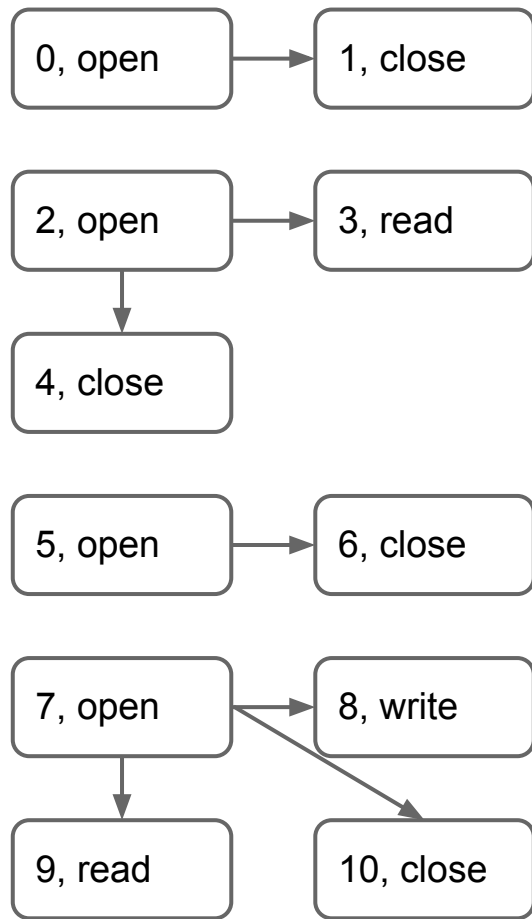 0, open
1, close
2, open
3, read
4, close
5, open
6, close
7, open
8, write
9, read
10, close